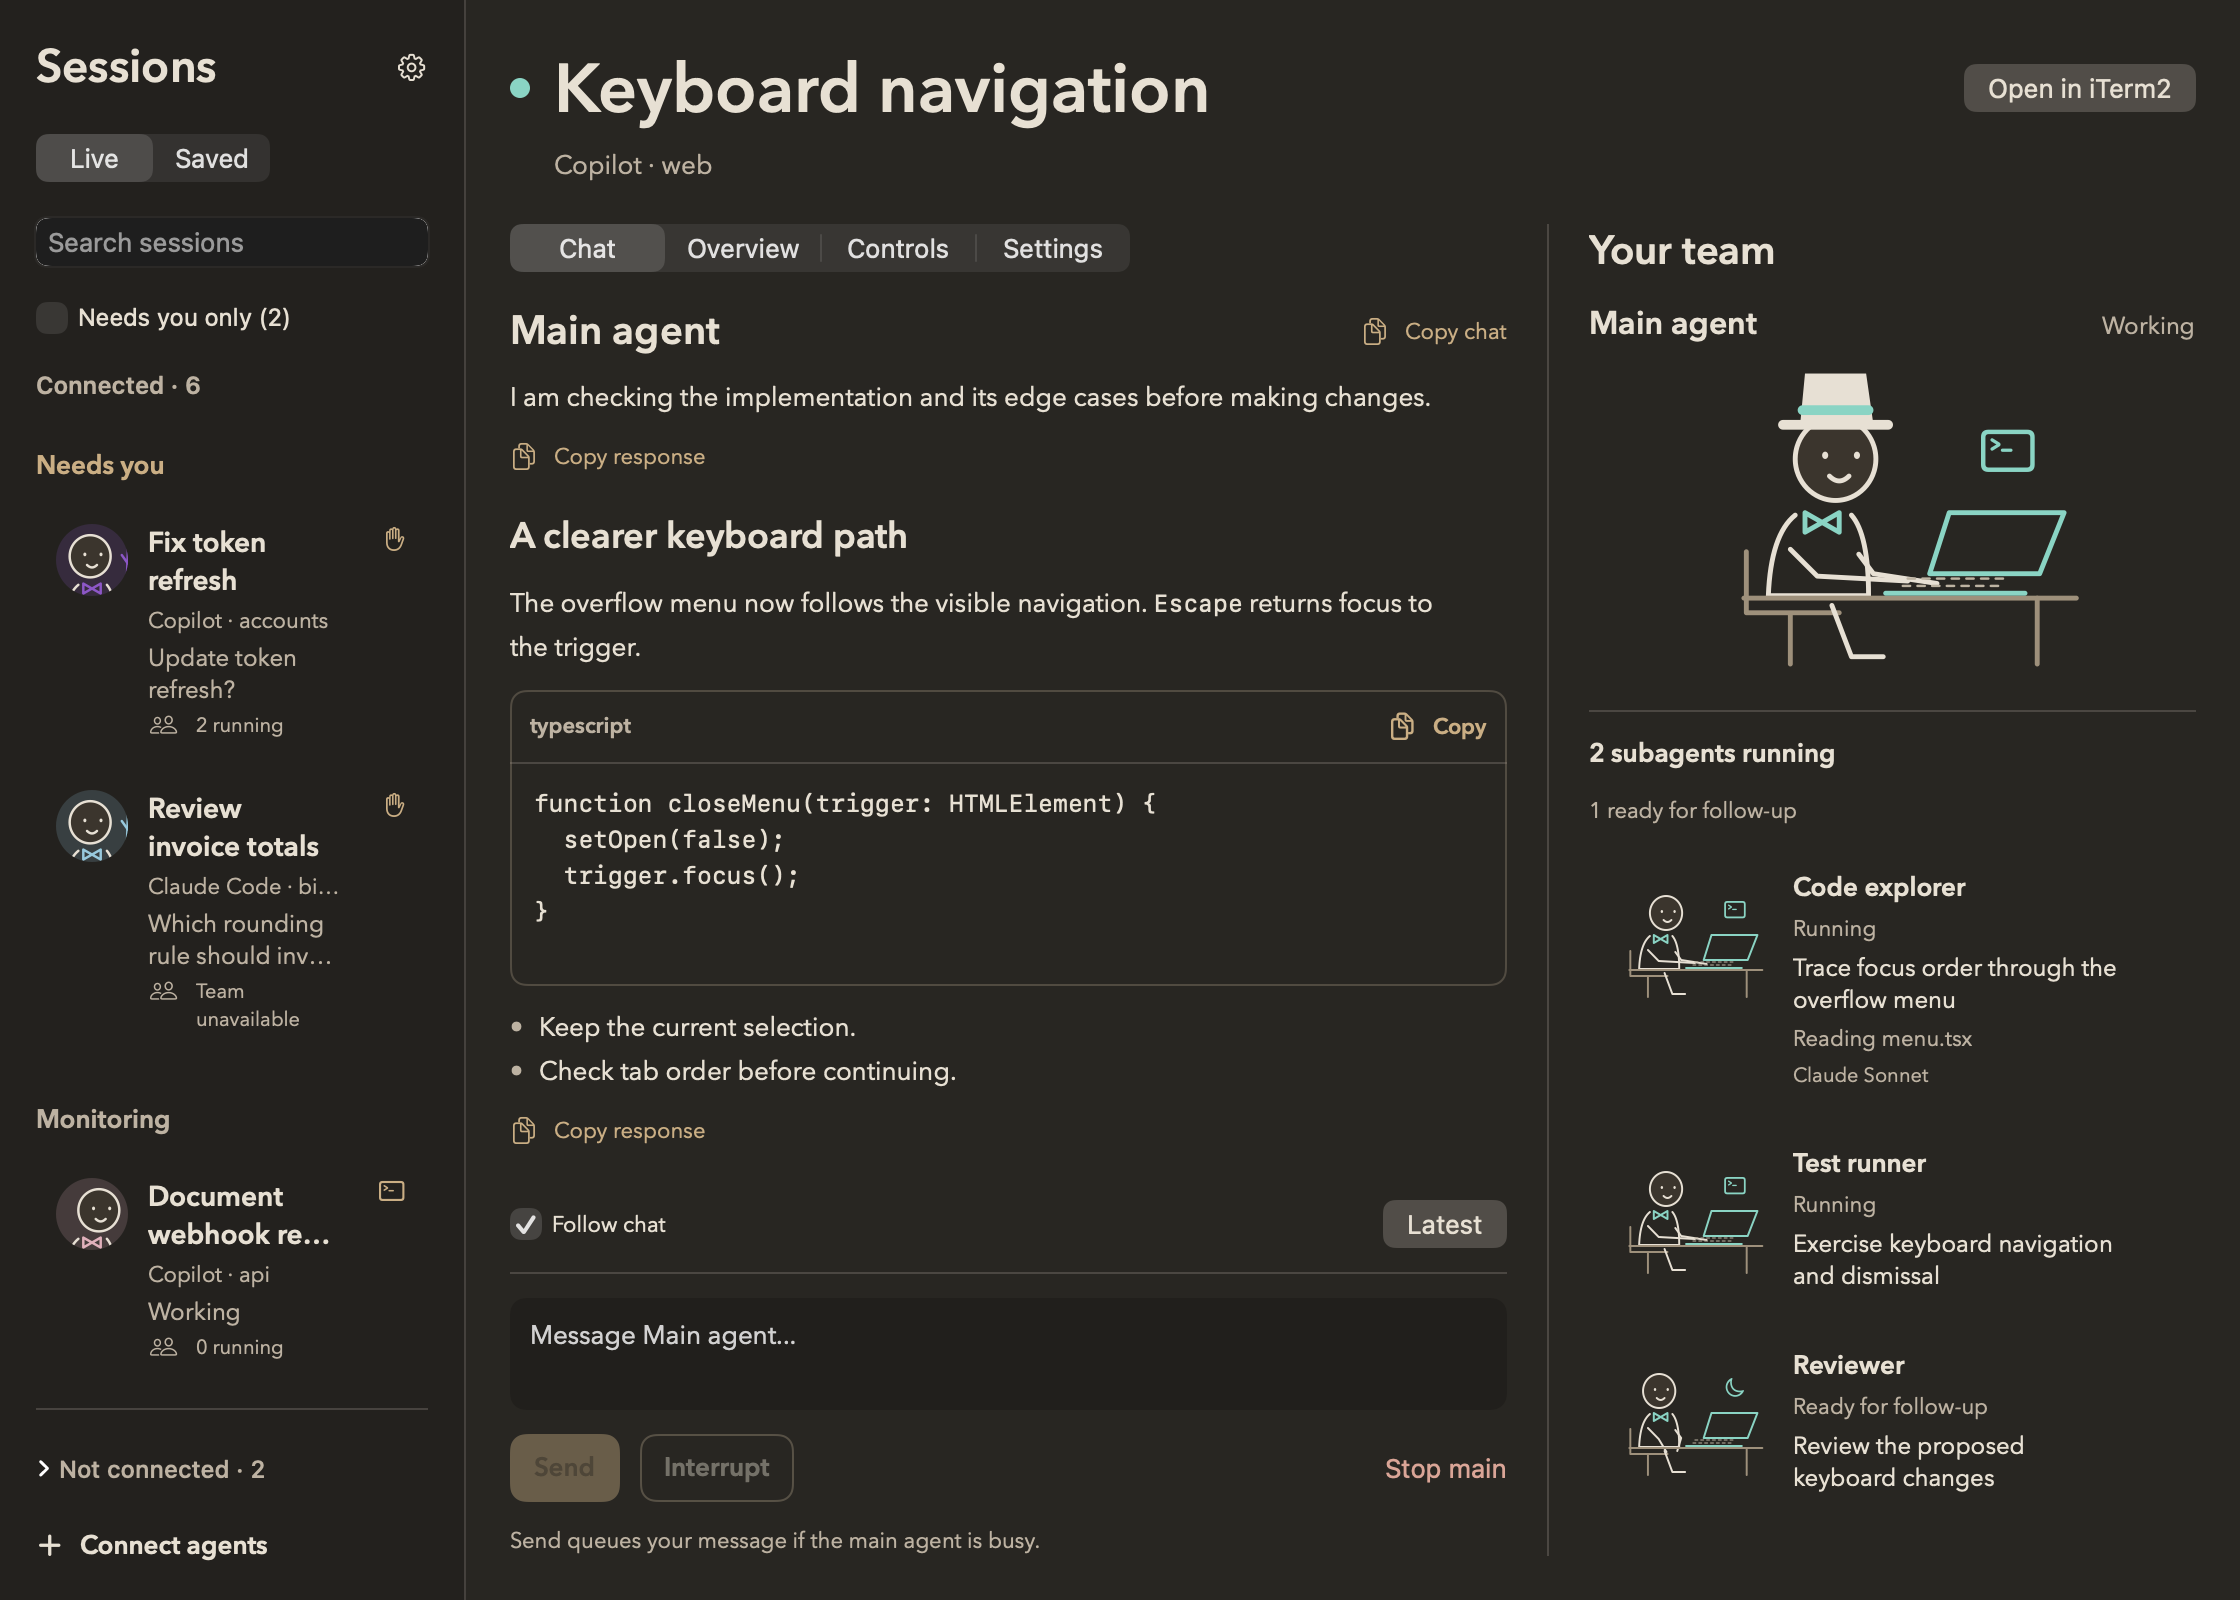 Sessions
Live
Saved
Search sessions
Needs you only (2)
Connected · 6
Needs you
Fix token
refresh
Copilot · accounts
Update token
refresh?
2 running
Review
invoice totals
Claude Code · bi…
Which rounding
rule should inv…
Team
unavailable
Monitoring
Document
webhook re…
Copilot · api
Working
0 running
Not connected · 2
Connect agents
Keyboard navigation
Copilot · web
Open in iTerm2
Chat
Overview
Controls
Settings
Main agent
Copy chat
I am checking the implementation and its edge cases before making changes.
Copy response
A clearer keyboard path
The overflow menu now follows the visible navigation. Escape returns focus to
the trigger.
typescript
Copy
function closeMenu(trigger: HTMLElement) {
  setOpen(false);
  trigger.focus();
}
Keep the current selection.
Check tab order before continuing.
Copy response
Follow chat
Latest
Message Main agent...
Send
Interrupt
Stop main
Send queues your message if the main agent is busy.
Your team
Main agent
Working
2 subagents running
1 ready for follow-up
Code explorer
Running
Trace focus order through the
overflow menu
Reading menu.tsx
Claude Sonnet
Test runner
Running
Exercise keyboard navigation
and dismissal
Reviewer
Ready for follow-up
Review the proposed
keyboard changes